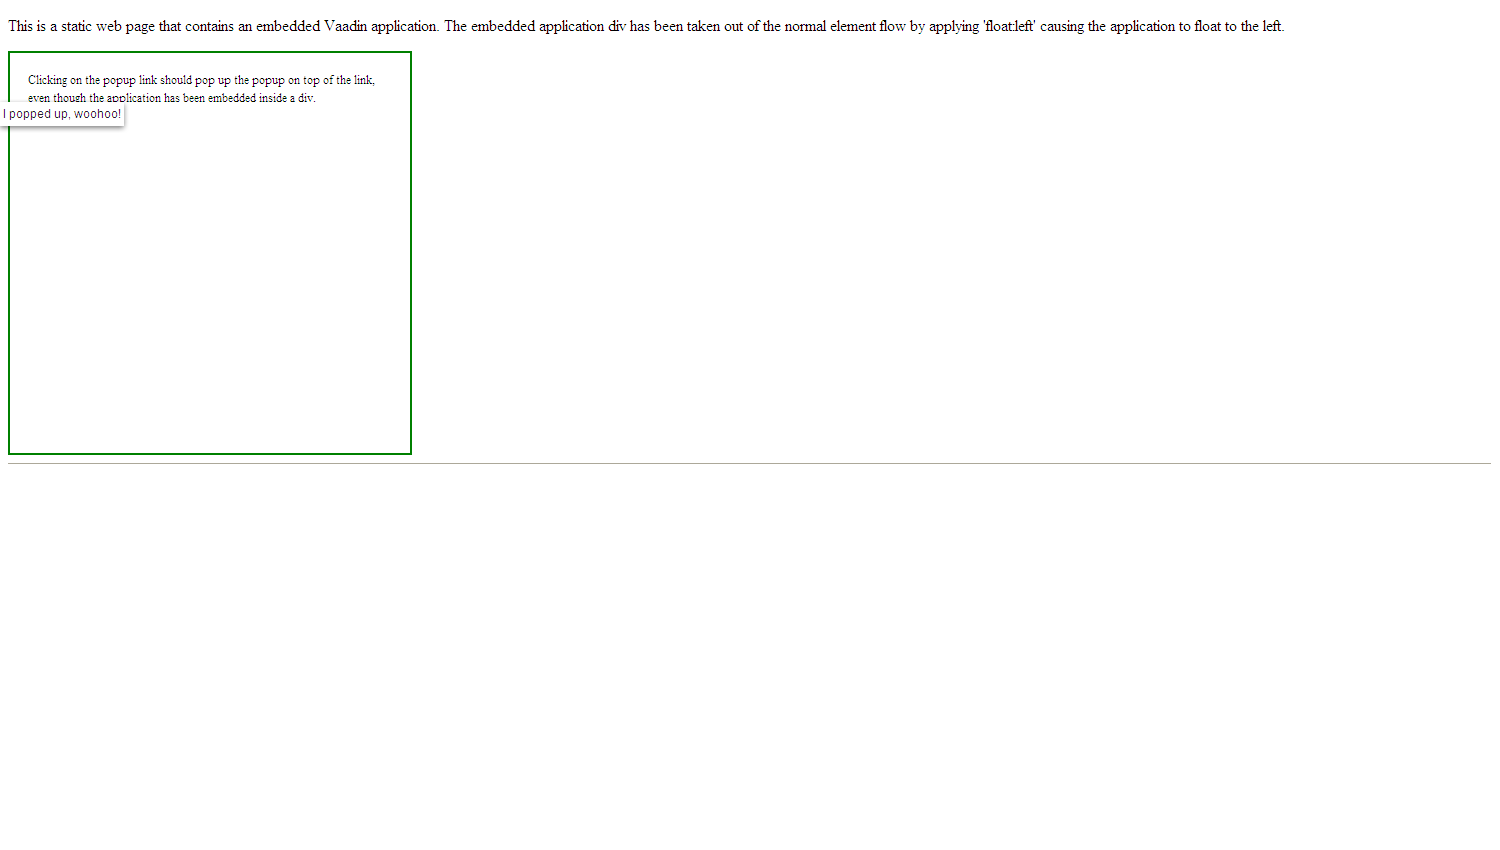 This is a static web page that contains an embedded Vaadin application. The embedded application div has been taken out of the normal element flow by applying 'float:left' causing the application to float to the left.
Clicking on the popup link should pop up the popup on top of the link,
even though the application has been embedded inside a div.
I popped up, woohoo!